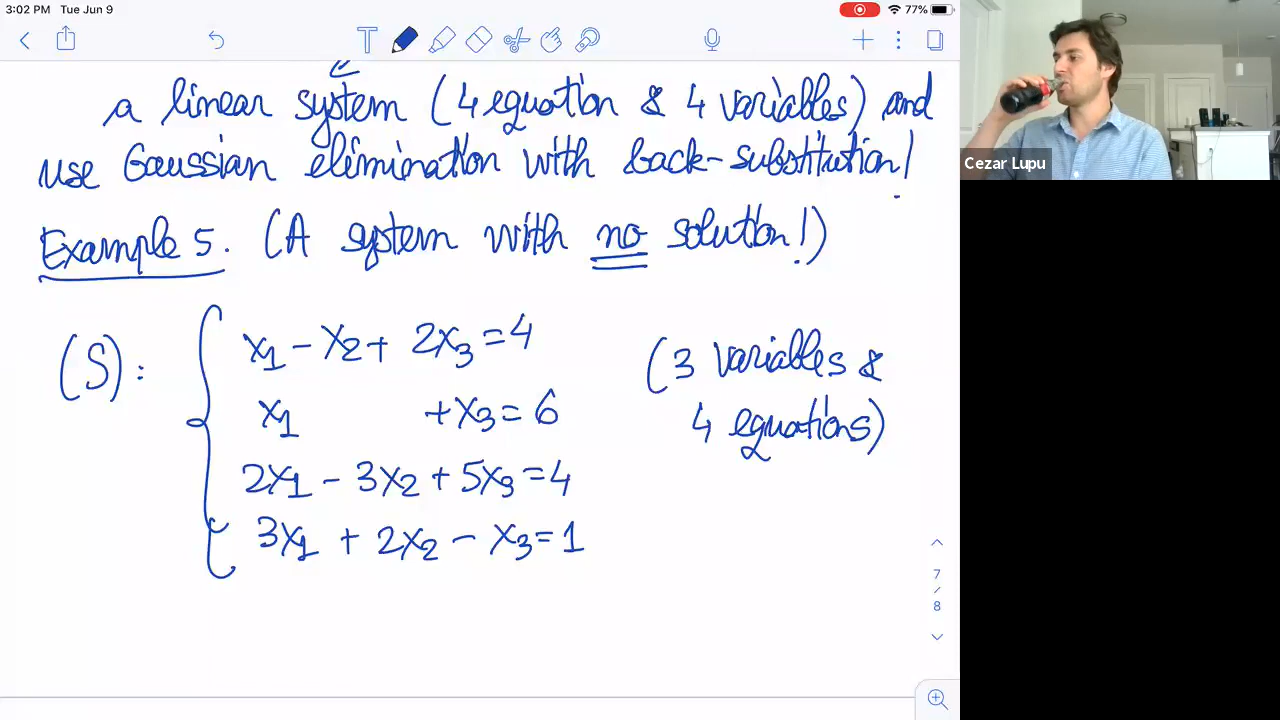 3:02 PM Tue Jun 9
77%
a linear system (4 equation & 4 variables) and
use Gaussian elimination with back-substitution!
Example 5. (A system with no solution!)
(S):
x₁ - x₂ + 2x₃ = 4
x₁ + x₃ = 6
2x₁ - 3x₂ + 5x₃ = 4
3x₁ + 2x₂ - x₃ = 1
(3 variables &
4 equations)
7
/
8
Cezar Lupu